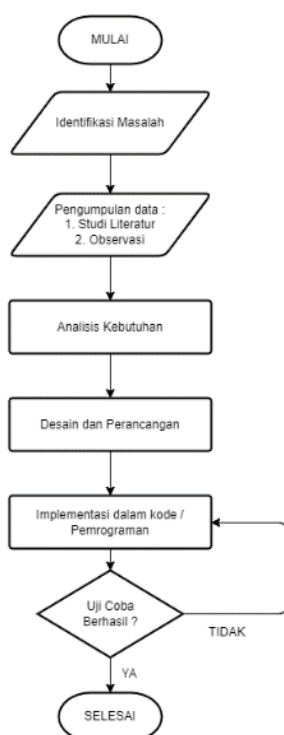 MULAI
Identifikasi Masalah
Pengumpulan data :
1. Studi Literatur
2. Observasi
Analisis Kebutuhan
Desain dan Perancangan
Implementasi dalam kode /
Pemrograman
Uji Coba
Berhasil ?
TIDAK
YA
SELESAI